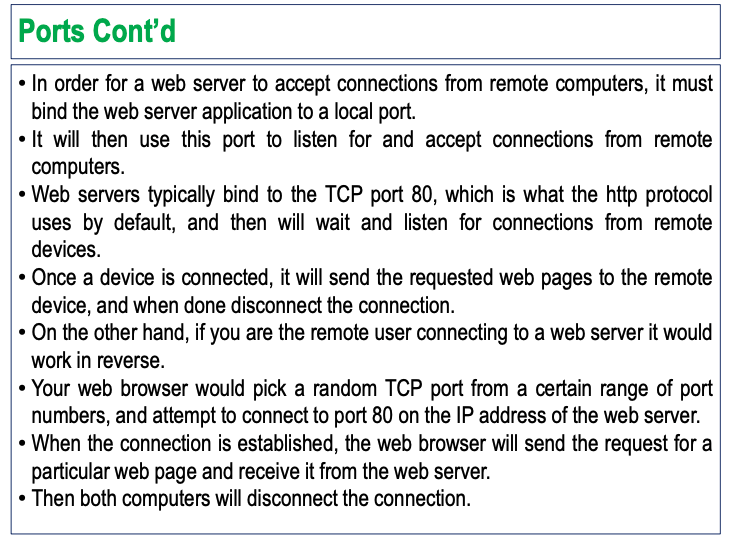 Ports Cont’d
• In order for a web server to accept connections from remote computers, it must
bind the web server application to a local port.
• It will then use this port to listen for and accept connections from remote
computers.
• Web servers typically bind to the TCP port 80, which is what the http protocol
uses by default, and then will wait and listen for connections from remote
devices.
• Once a device is connected, it will send the requested web pages to the remote
device, and when done disconnect the connection.
• On the other hand, if you are the remote user connecting to a web server it would
work in reverse.
• Your web browser would pick a random TCP port from a certain range of port
numbers, and attempt to connect to port 80 on the IP address of the web server.
• When the connection is established, the web browser will send the request for a
particular web page and receive it from the web server.
• Then both computers will disconnect the connection.